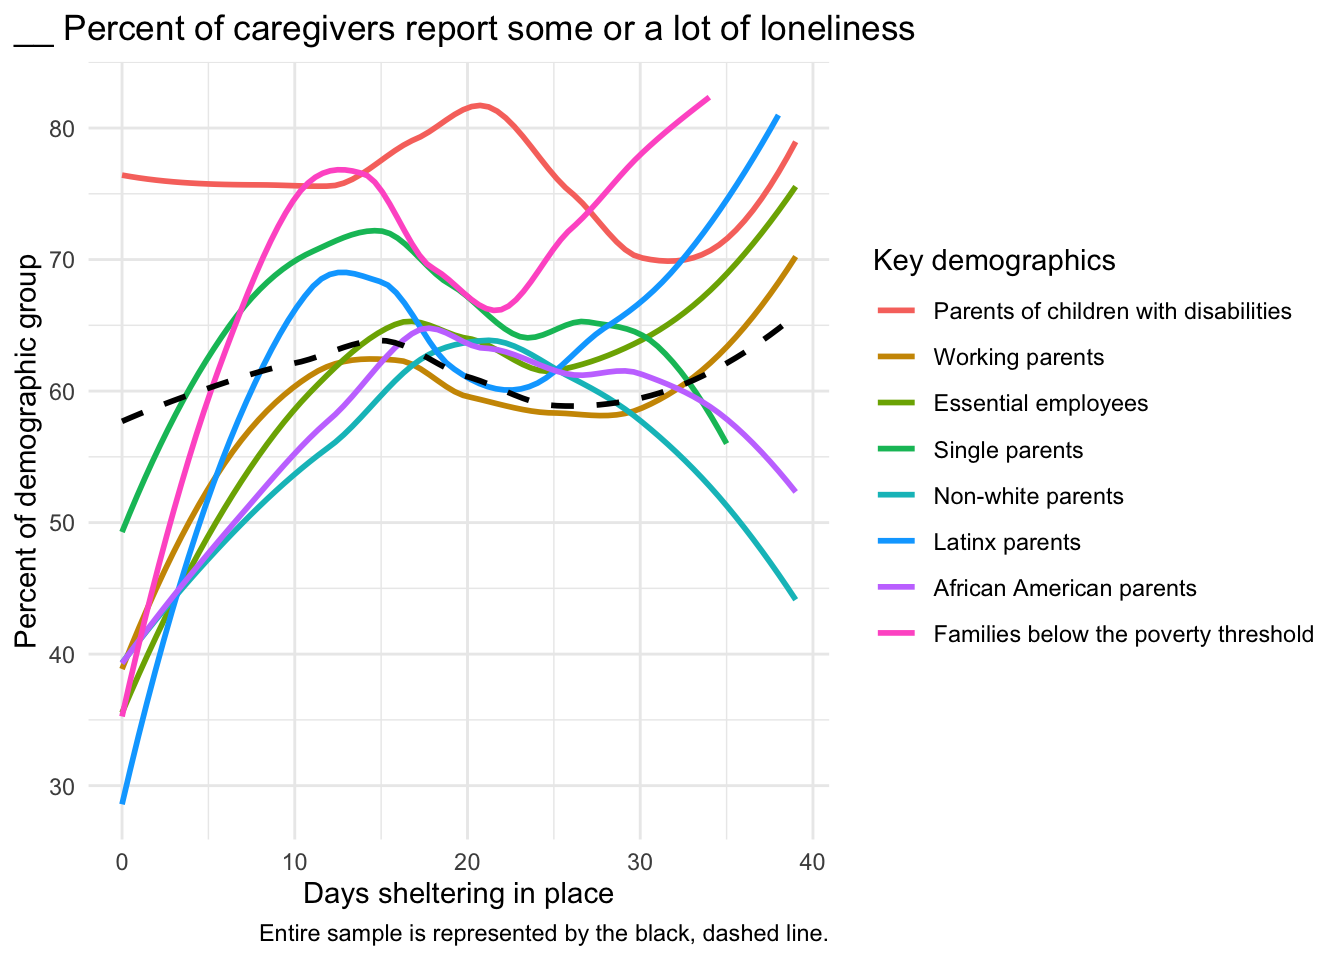 __ Percent of caregivers report some or a lot of loneliness
Percent of demographic group
80
70
60
50
40
30
0 10 20 30 40
Days sheltering in place
Entire sample is represented by the black, dashed line.
Key demographics
Parents of children with disabilities
Working parents
Essential employees
Single parents
Non-white parents
Latinx parents
African American parents
Families below the poverty threshold